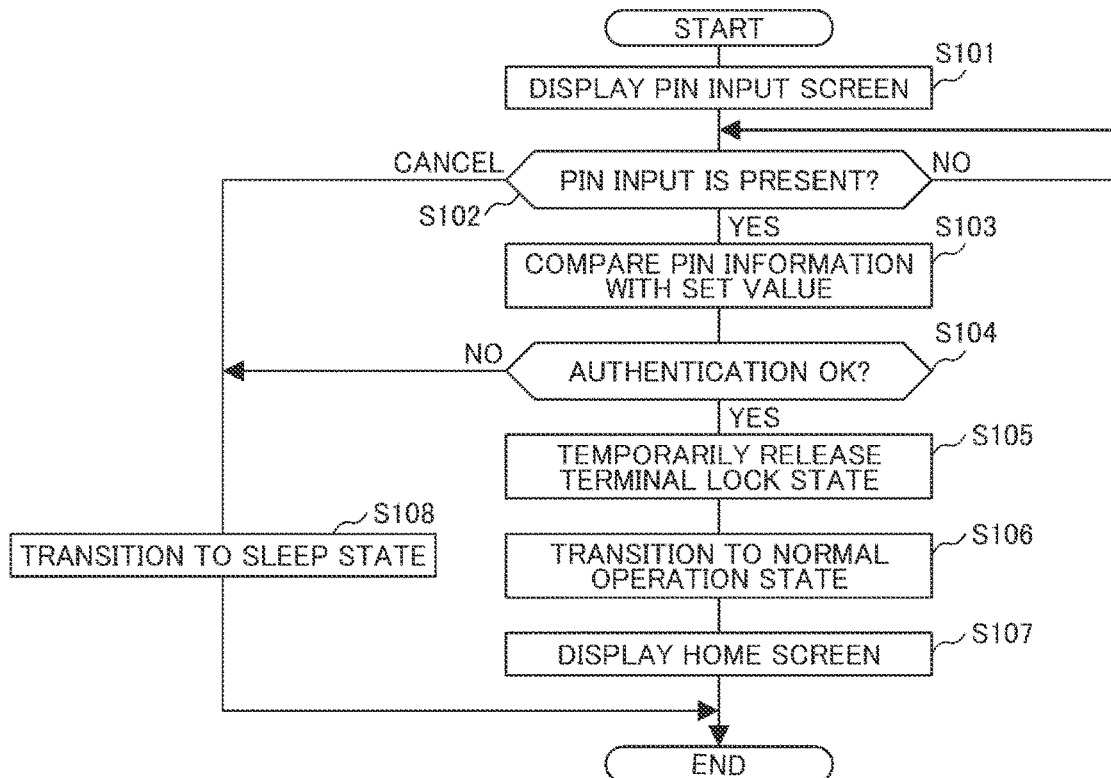 START
S101
DISPLAY PIN INPUT SCREEN
CANCEL
PIN INPUT IS PRESENT?
NO
S102
YES
S103
COMPARE PIN INFORMATION
WITH SET VALUE
S104
NO
AUTHENTICATION OK?
YES
S105
TEMPORARILY RELEASE
TERMINAL LOCK STATE
S108
TRANSITION TO SLEEP STATE
S106
TRANSITION TO NORMAL
OPERATION STATE
S107
DISPLAY HOME SCREEN
END